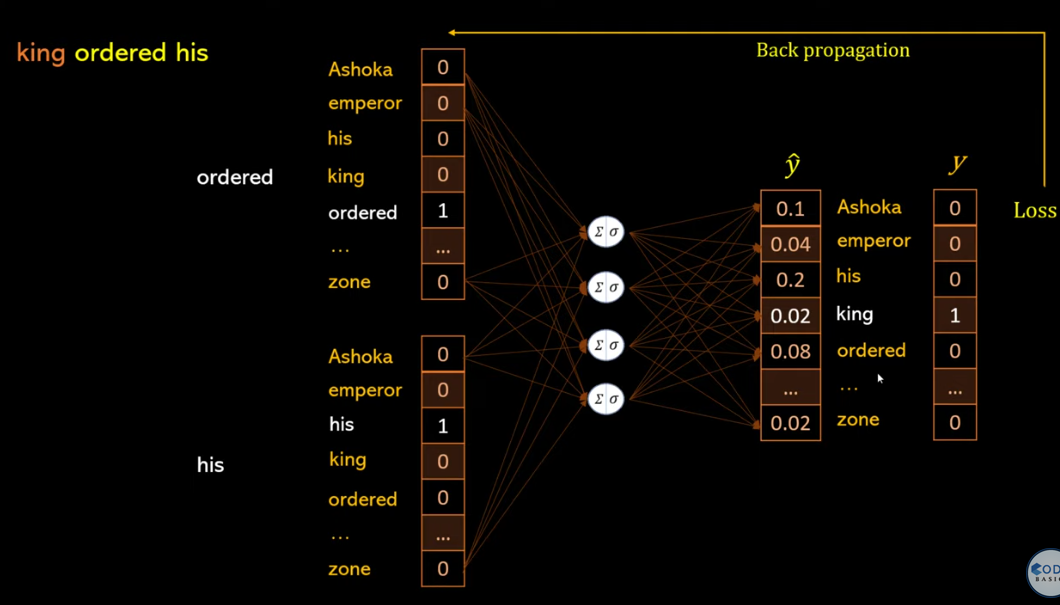 king ordered his
Back propagation
Loss
ordered
Ashoka 0
emperor 0
his 0
king 0
ordered 1
... ...
zone 0
his
Ashoka 0
emperor 0
his 1
king 0
ordered 0
... ...
zone 0
Σ σ
Σ σ
Σ σ
Σ σ
ŷ y
0.1 Ashoka 0
0.04 emperor 0
0.2 his 0
0.02 king 1
0.08 ordered 0
... ... ...
0.02 zone 0